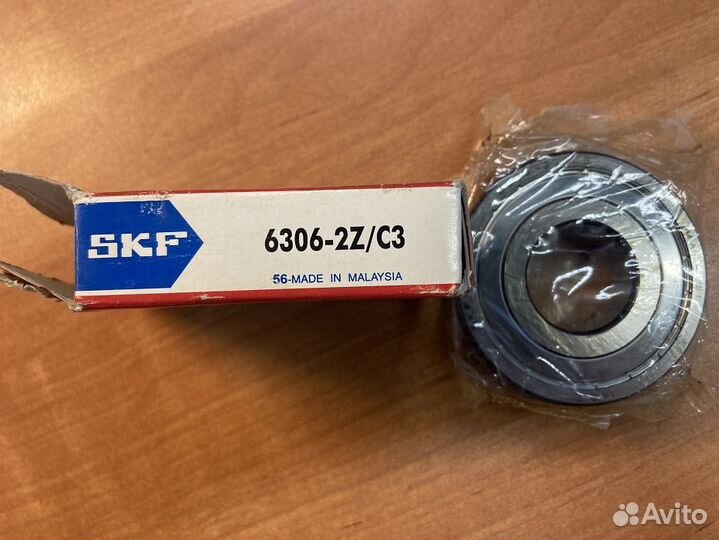 SKF
6306-2Z/C3
56-MADE IN MALAYSIA
Avito